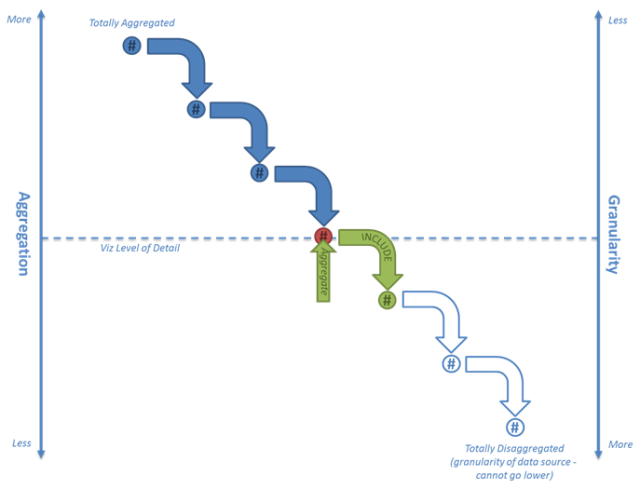 More
Totally Aggregated
Less
#
#
#
Aggregation
Granularity
Viz Level of Detail
#
INCLUDE
Aggregate
#
#
#
Less
Totally Disaggregated
(granularity of data source -
cannot go lower)
More